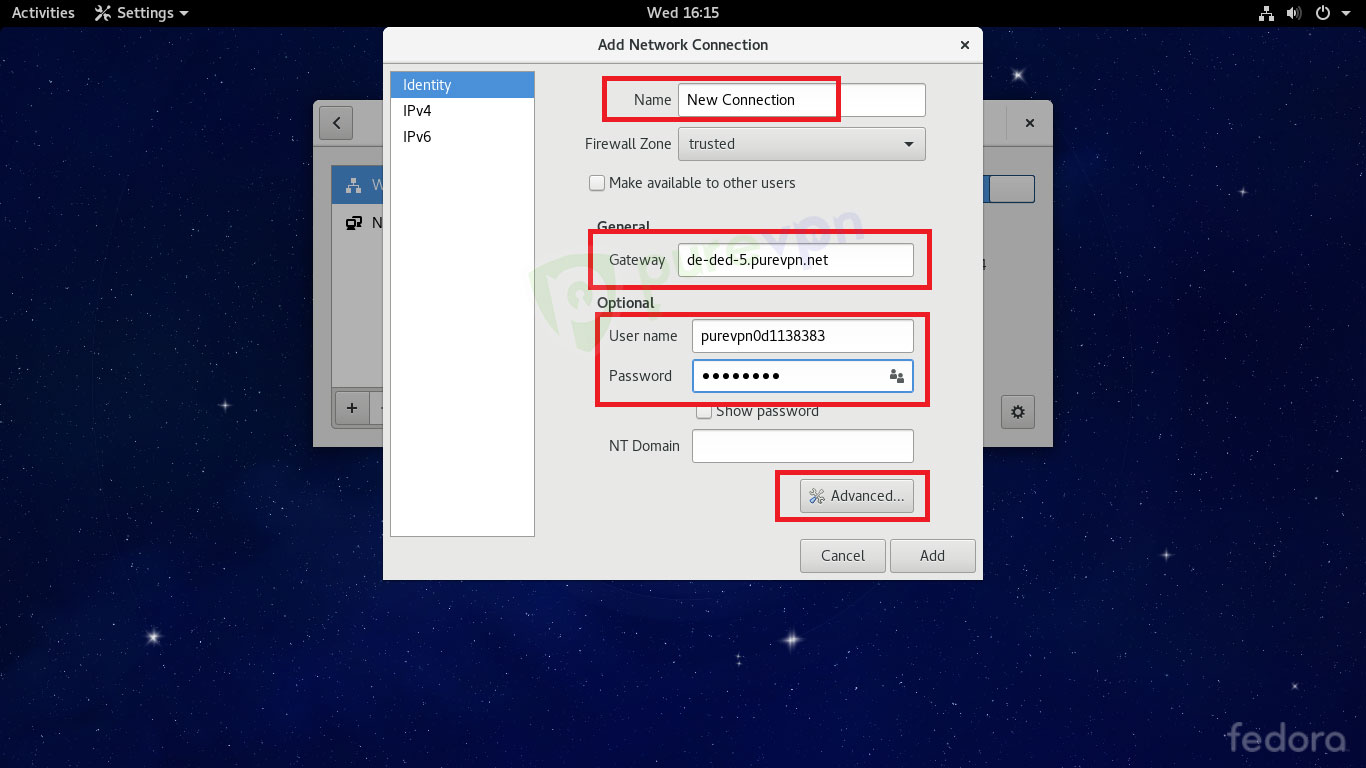 Activities Settings Wed 16:15
Add Network Connection
Identity
IPv4
IPv6
Name New Connection
Firewall Zone trusted
Make available to other users
General
purevpn
Gateway de-ded-5.purevpn.net
Optional
User name purevpn0d1138383
Password ••••••••
Show password
NT Domain
Advanced...
Cancel Add
fedora